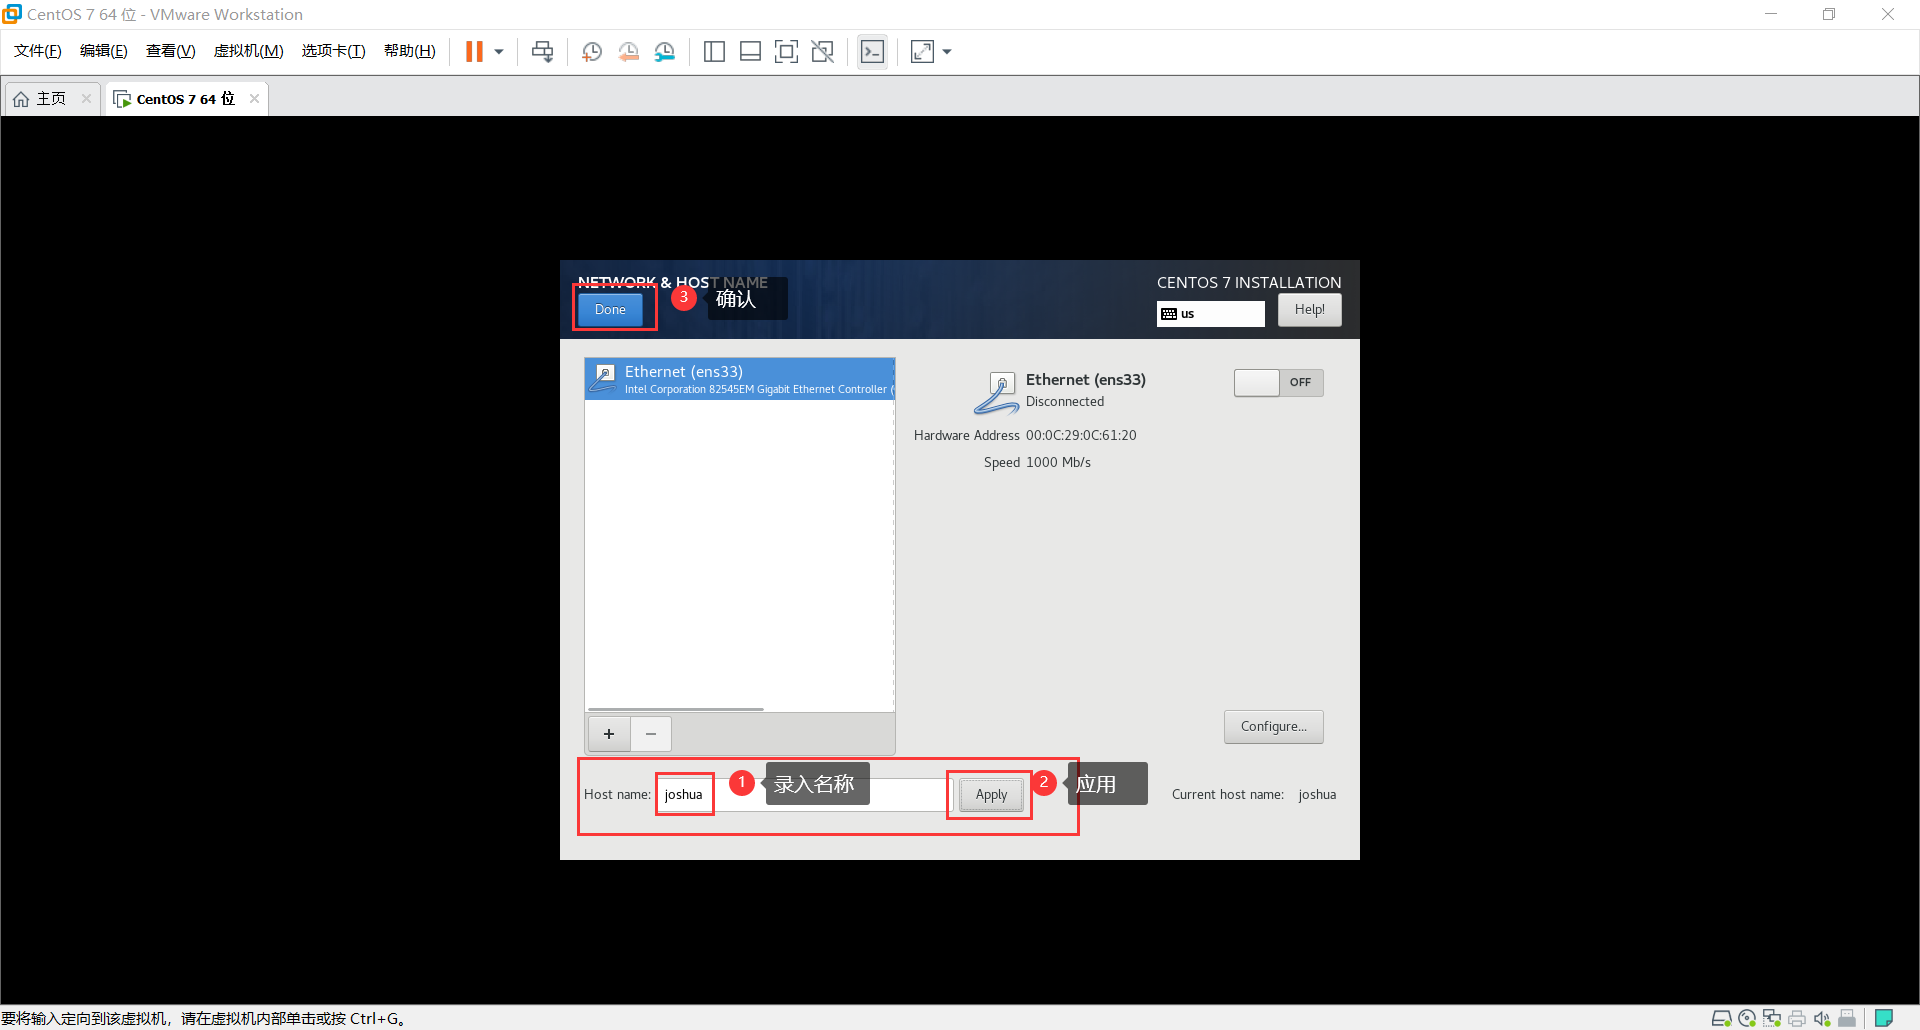 CentOS 7 64 位 - VMware Workstation
文件(F) 编辑(E) 查看(V) 虚拟机(M) 选项卡(T) 帮助(H)
主页 CentOS 7 64 位
NETWORK & HOST NAME
CENTOS 7 INSTALLATION
Done
3
确认
us
Help!
Ethernet (ens33)
Intel Corporation 82545EM Gigabit Ethernet Controller (
Ethernet (ens33)
Disconnected
OFF
Hardware Address 00:0C:29:0C:61:20
Speed 1000 Mb/s
+ −
Configure...
Host name: joshua
1
录入名称
Apply
2
应用
Current host name: joshua
要将输入定向到该虚拟机，请在虚拟机内部单击或按 Ctrl+G。